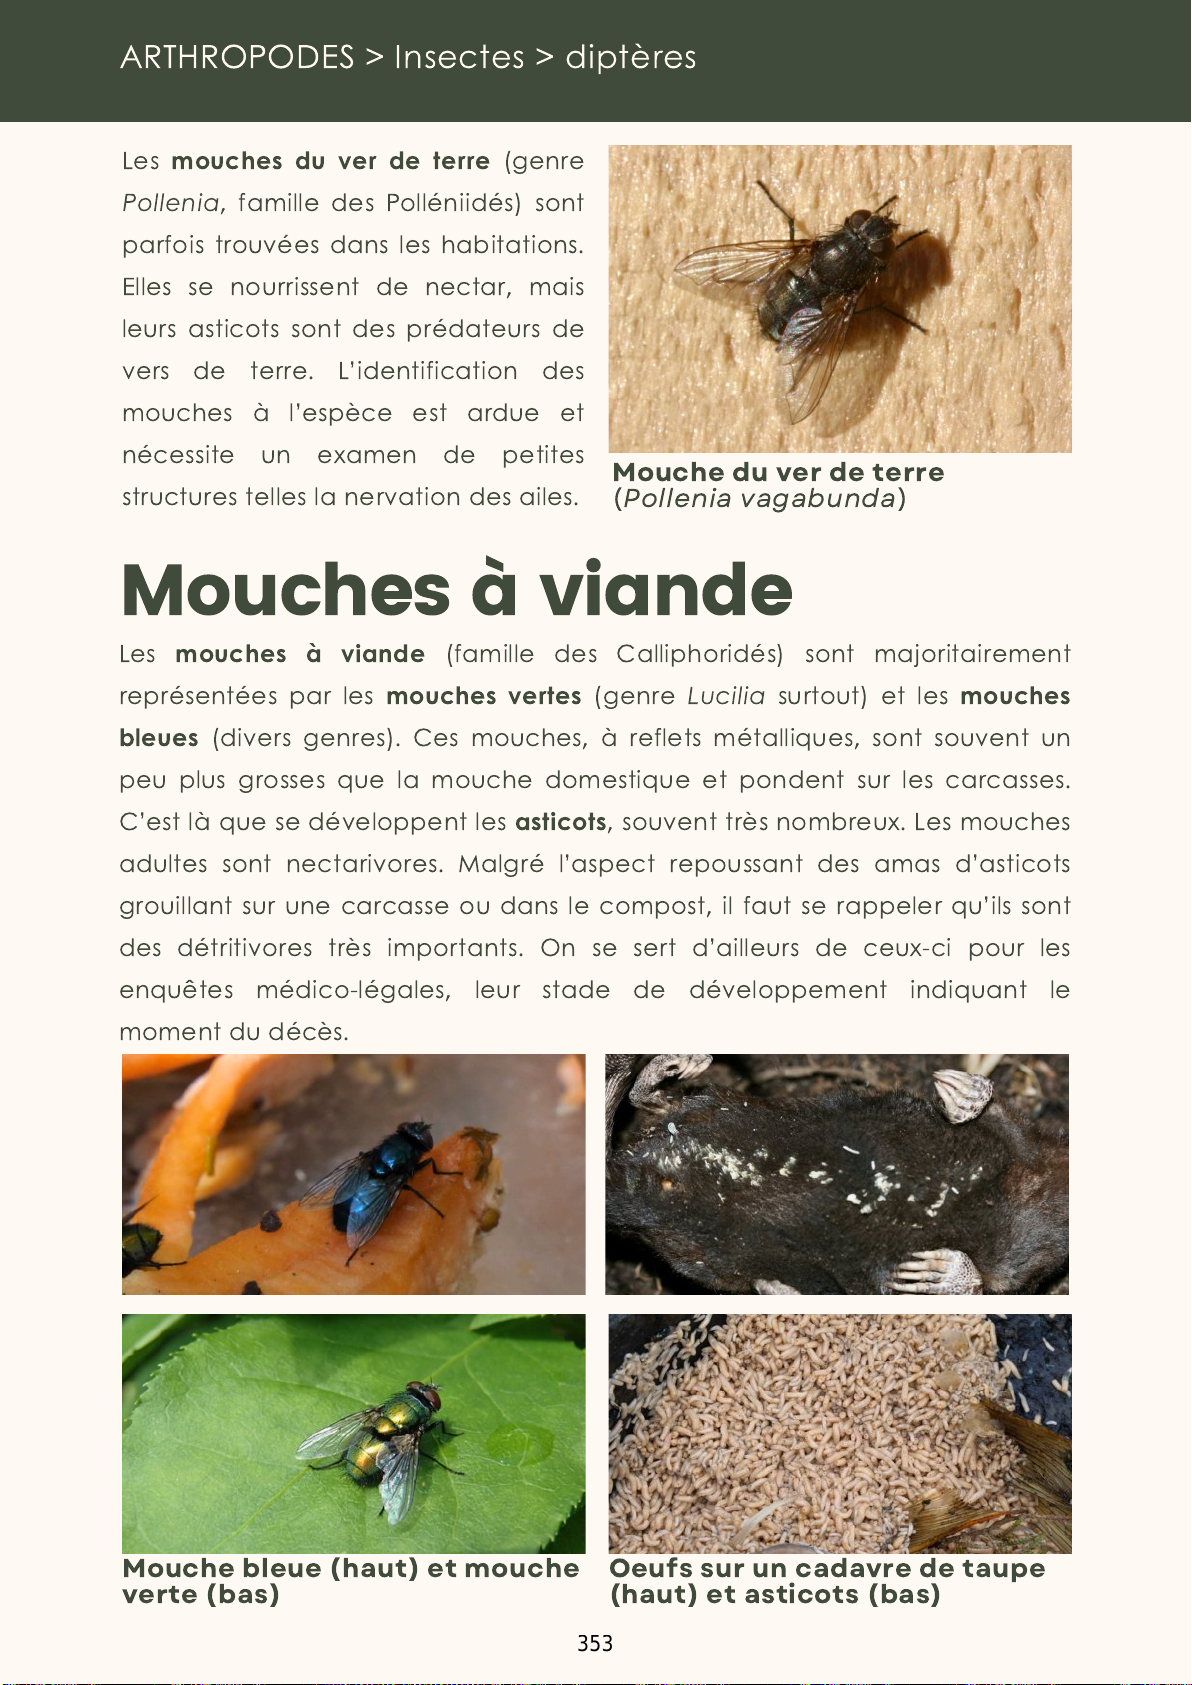 ARTHROPODES > Insectes > diptères
Les mouches du ver de terre (genre
Pollenia, famille des Polléniidés) sont
parfois trouvées dans les habitations.
Elles se nourrissent de nectar, mais
leurs asticots sont des prédateurs de
vers de terre. L’identification des
mouches à l’espèce est ardue et
nécessite un examen de petites
structures telles la nervation des ailes.
Mouche du ver de terre
(Pollenia vagabunda)
Mouches à viande
Les mouches à viande (famille des Calliphoridés) sont majoritairement
représentées par les mouches vertes (genre Lucilia surtout) et les mouches
bleues (divers genres). Ces mouches, à reflets métalliques, sont souvent un
peu plus grosses que la mouche domestique et pondent sur les carcasses.
C’est là que se développent les asticots, souvent très nombreux. Les mouches
adultes sont nectarivores. Malgré l’aspect repoussant des amas d’asticots
grouillant sur une carcasse ou dans le compost, il faut se rappeler qu’ils sont
des détritivores très importants. On se sert d’ailleurs de ceux-ci pour les
enquêtes médico-légales, leur stade de développement indiquant le
moment du décès.
Mouche bleue (haut) et mouche
verte (bas)
Oeufs sur un cadavre de taupe
(haut) et asticots (bas)
353